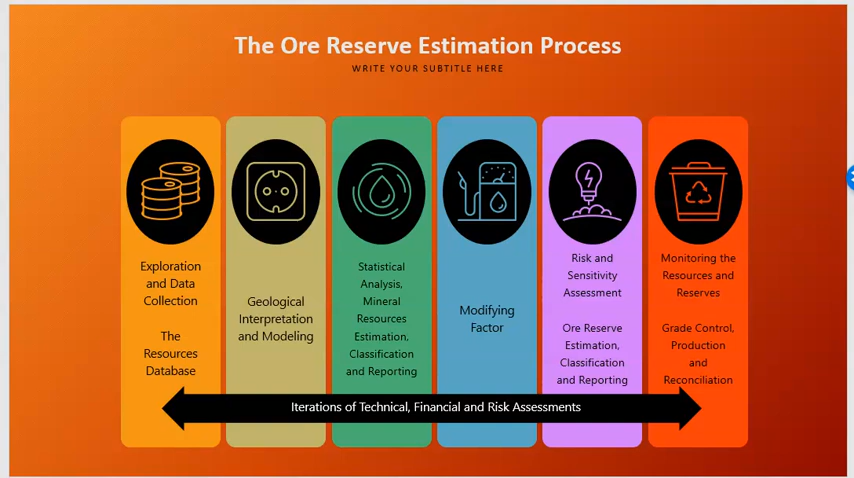 The Ore Reserve Estimation Process
WRITE YOUR SUBTITLE HERE
Exploration
and Data
Collection
The
Resources
Database
Geological
Interpretation
and Modeling
Statistical
Analysis,
Mineral
Resources
Estimation,
Classification
and Reporting
Modifying
Factor
Risk and
Sensitivity
Assessment
Ore Reserve
Estimation,
Classification
and Reporting
Monitoring the
Resources and
Reserves
Grade Control,
Production
and
Reconciliation
Iterations of Technical, Financial and Risk Assessments